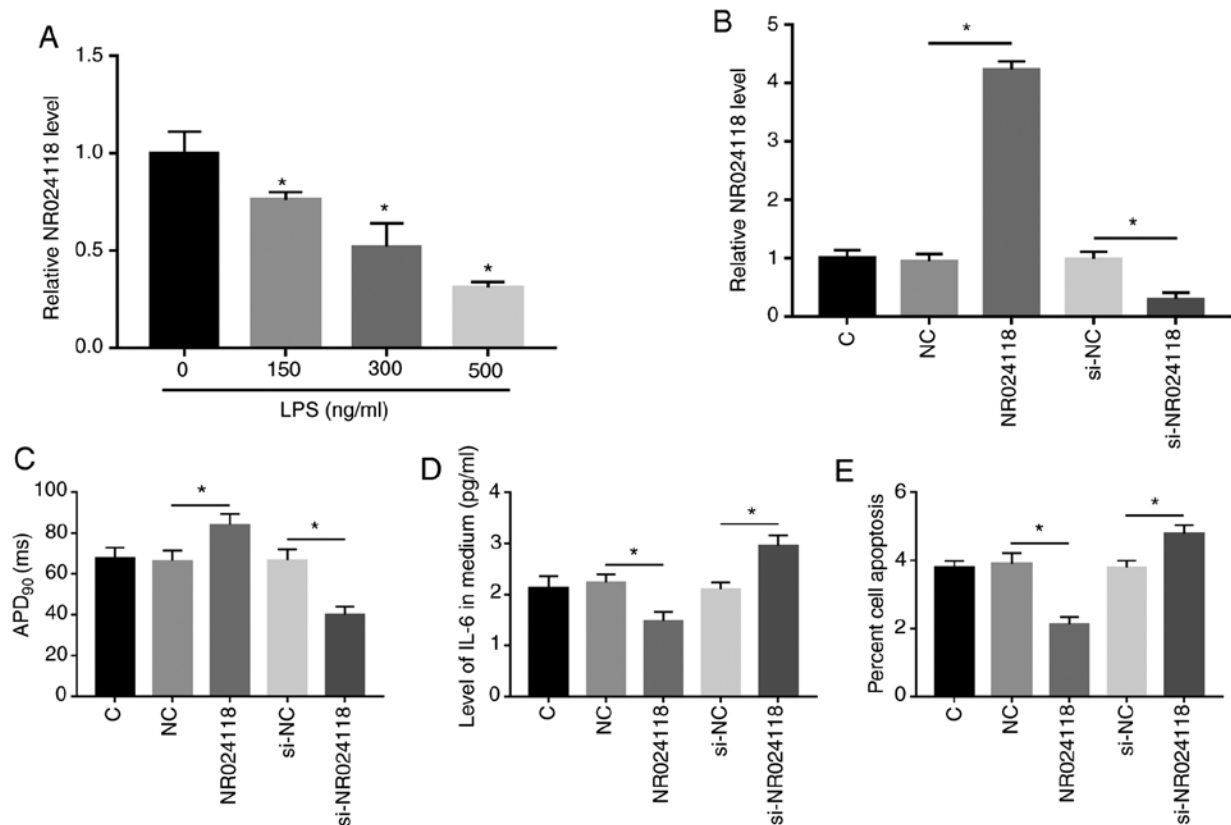 A
Relative NR024118 level
1.5
1.0
0.5
0.0
*
*
*
0
150
300
500
LPS (ng/ml)
B
Relative NR024118 level
5
4
3
2
1
0
*
*
C
NC
NR024118
si-NC
si-NR024118
C
APD90 (ms)
100
80
60
40
20
0
*
*
C
NC
NR024118
si-NC
si-NR024118
D
Level of IL-6 in medium (pg/ml)
4
3
2
1
0
*
*
C
NC
NR024118
si-NC
si-NR024118
E
Percent cell apoptosis
6
4
2
0
*
*
C
NC
NR024118
si-NC
si-NR024118